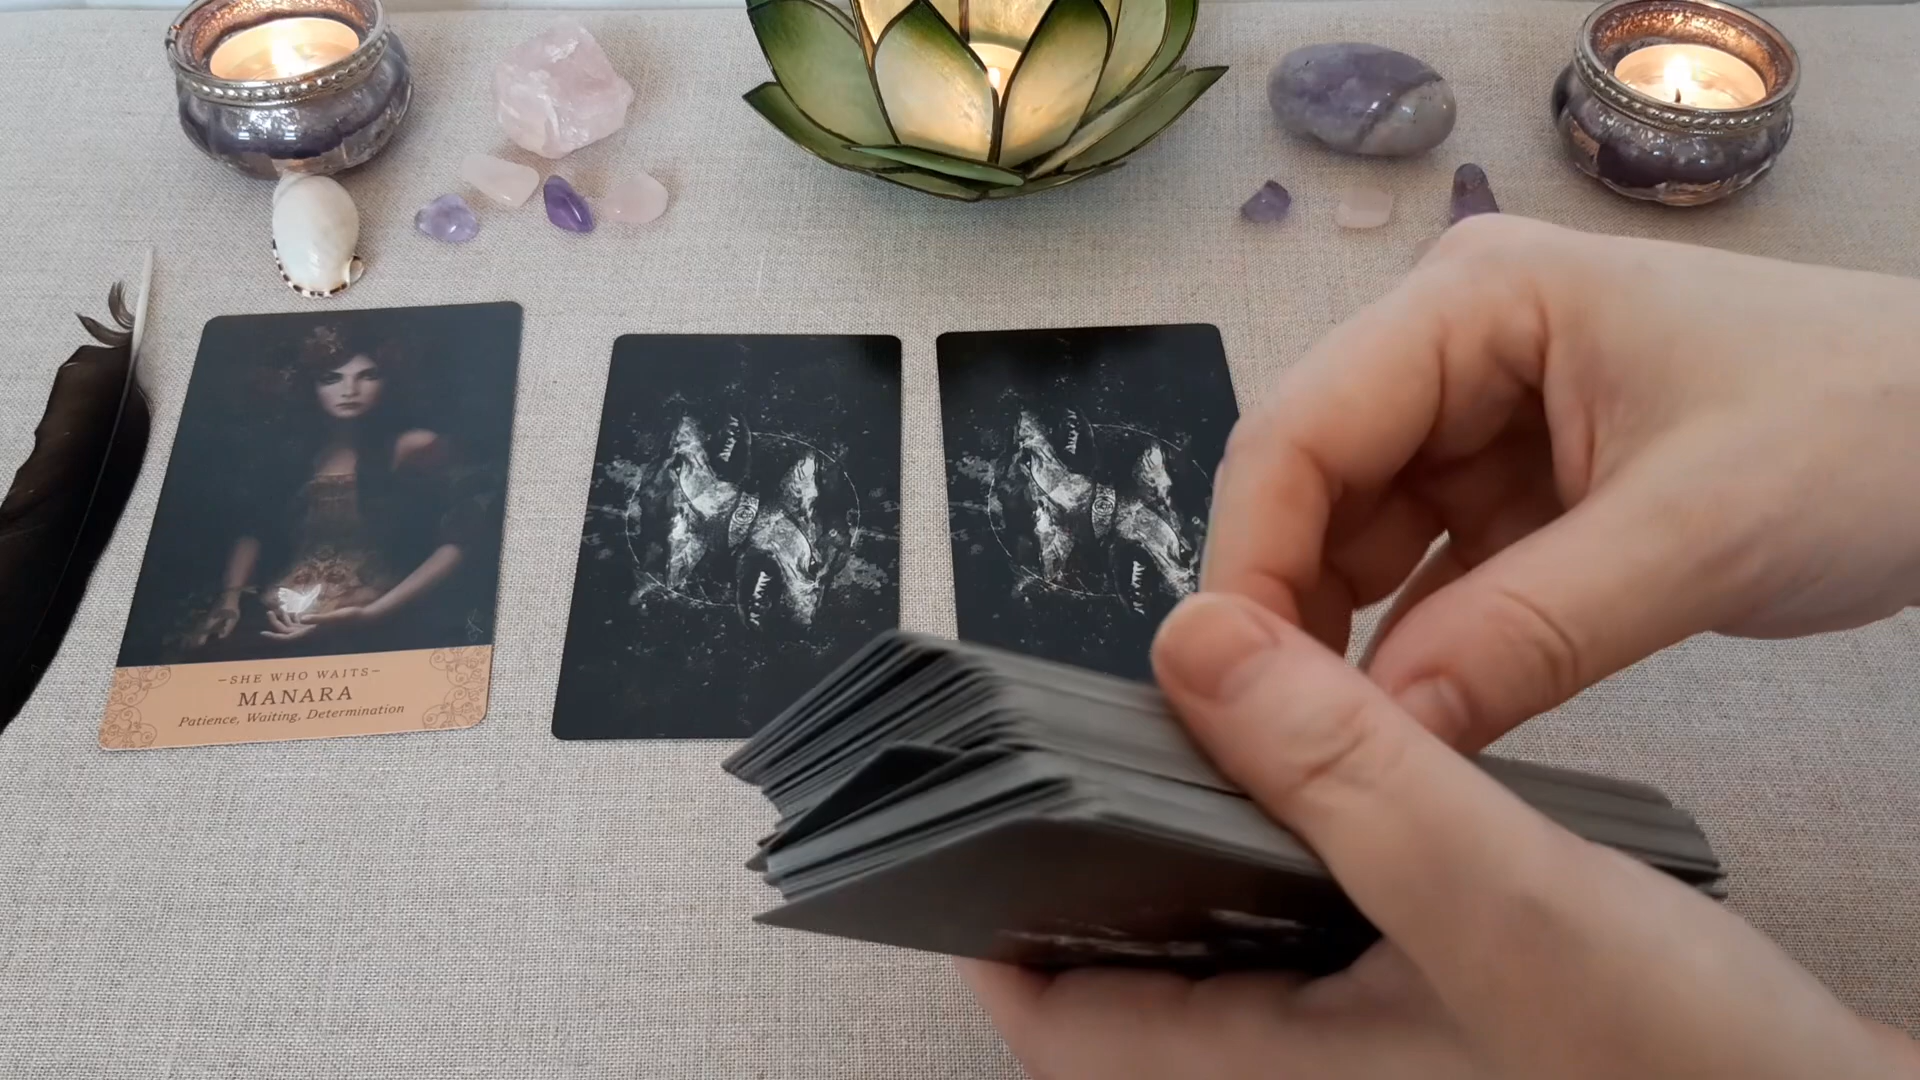 -SHE WHO WAITS-
MANARA
Patience, Waiting, Determination